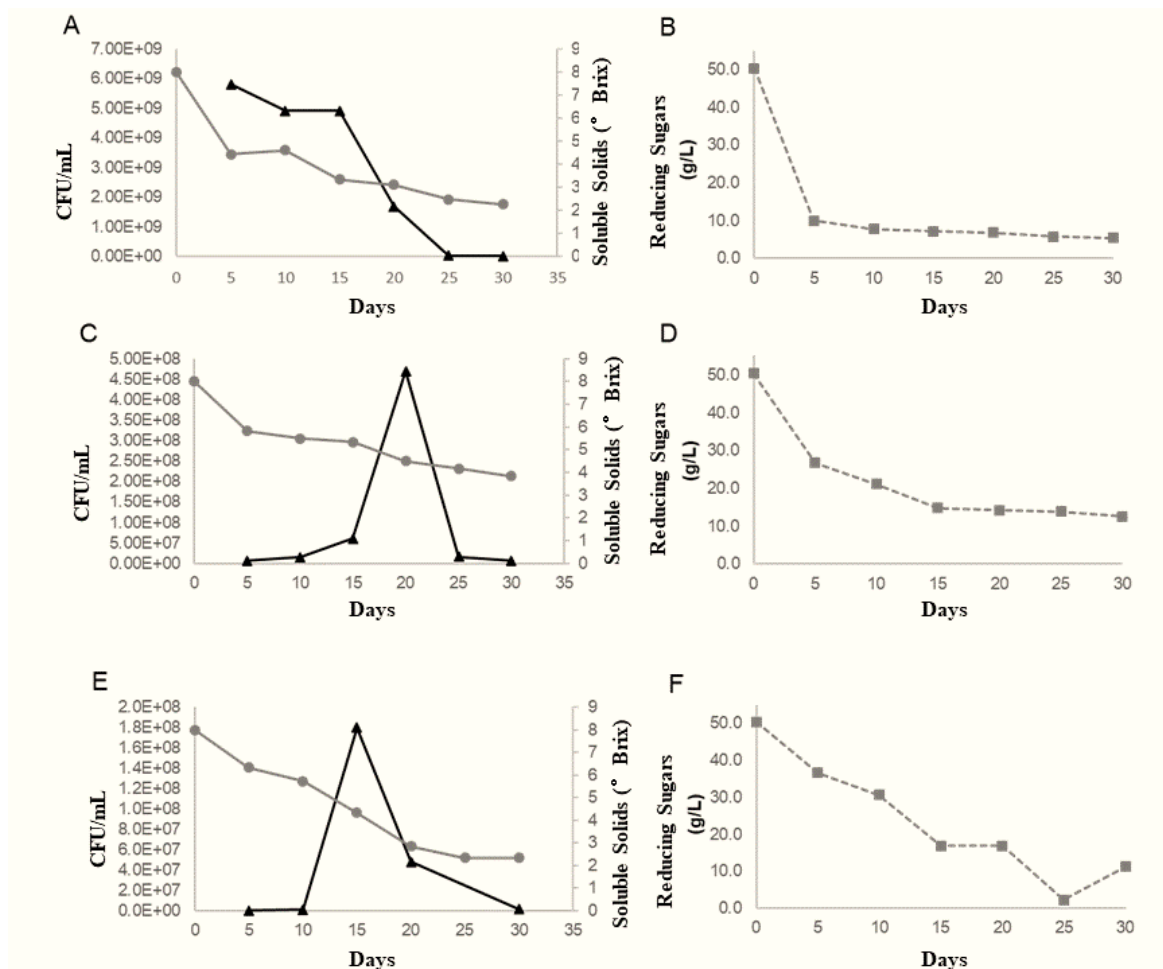 A
7.00E+09
6.00E+09
5.00E+09
4.00E+09
3.00E+09
2.00E+09
1.00E+09
0.00E+00
CFU/mL
9
8
7
6
5
4
3
2
1
0
Soluble Solids (° Brix)
0 5 10 15 20 25 30 35
Days
B
50.0
40.0
30.0
20.0
10.0
0.0
Reducing Sugars
(g/L)
0 5 10 15 20 25 30
Days
C
5.00E+08
4.50E+08
4.00E+08
3.50E+08
3.00E+08
2.50E+08
2.00E+08
1.50E+08
1.00E+08
5.00E+07
0.00E+00
CFU/mL
9
8
7
6
5
4
3
2
1
0
Soluble Solids (° Brix)
0 5 10 15 20 25 30 35
Days
D
50.0
40.0
30.0
20.0
10.0
0.0
Reducing Sugars
(g/L)
0 5 10 15 20 25 30
Days
E
2.0E+08
1.8E+08
1.6E+08
1.4E+08
1.2E+08
1.0E+08
8.0E+07
6.0E+07
4.0E+07
2.0E+07
0.0E+00
CFU/mL
9
8
7
6
5
4
3
2
1
0
Soluble Solids (° Brix)
0 5 10 15 20 25 30 35
Days
F
50.0
40.0
30.0
20.0
10.0
0.0
Reducing Sugars
(g/L)
0 5 10 15 20 25 30
Days